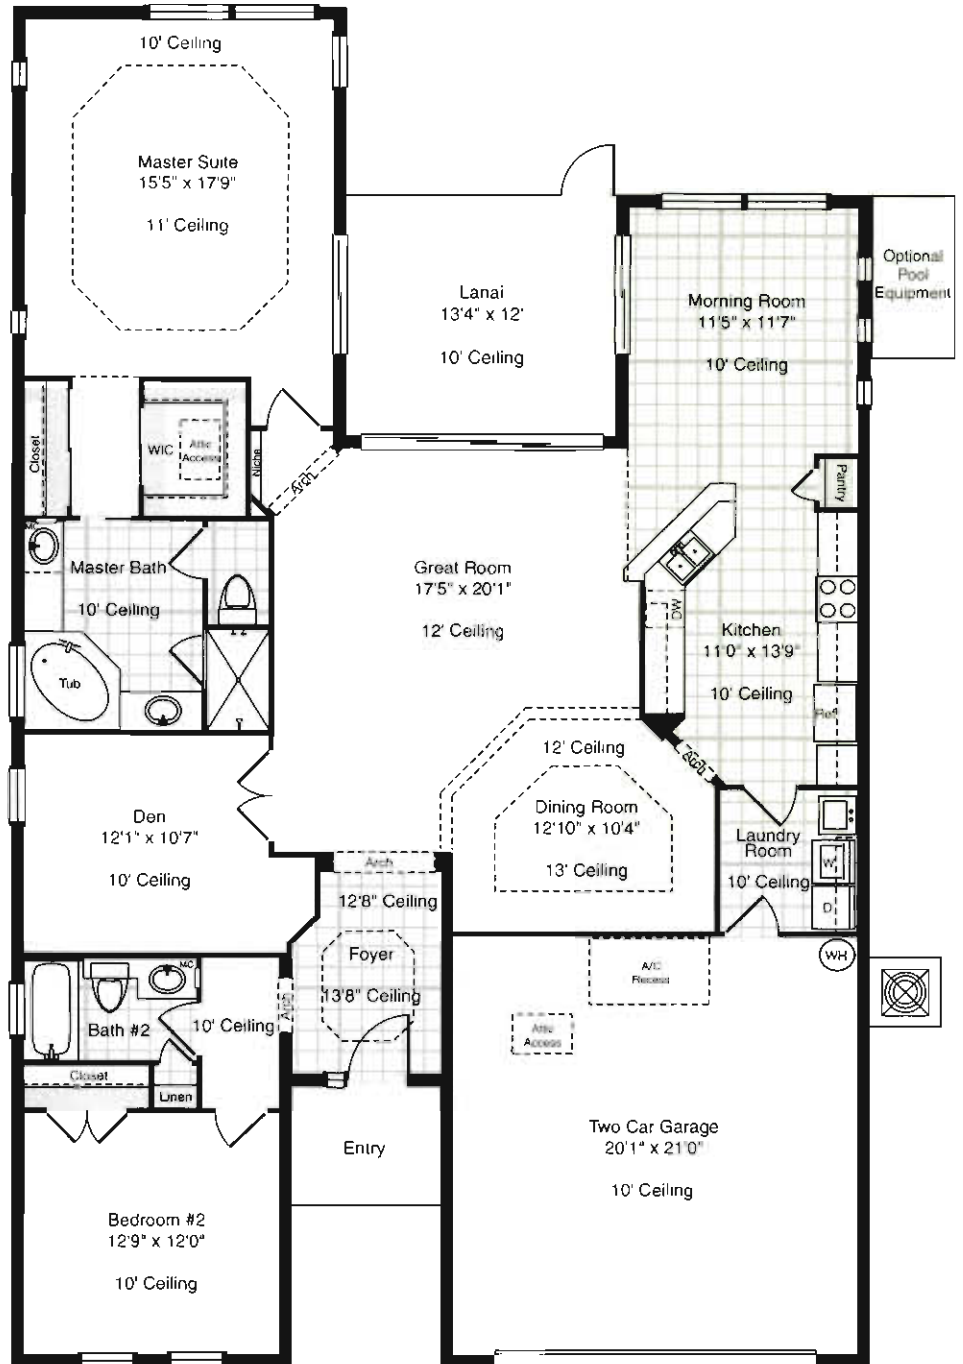 10' Ceiling
Master Suite
15'5" x 17'9"
11' Ceiling
Optional
Pool
Equipment
Lanai
13'4" x 12'
10' Ceiling
Morning Room
11'5" x 11'7"
10' Ceiling
Closet
WIC
Attic
Access
Niche
Arch
Pantry
MC
Master Bath
10' Ceiling
Tub
Great Room
17'5" x 20'1"
12' Ceiling
DW
Kitchen
11'0" x 13'9"
10' Ceiling
Ref
Arch
12' Ceiling
Dining Room
12'10" x 10'4"
13' Ceiling
Den
12'1" x 10'7"
10' Ceiling
Laundry
Room
10' Ceiling
W
D
Arch
12'8" Ceiling
Foyer
13'8" Ceiling
Arch
MC
Bath #2
10' Ceiling
Closet
Linen
A/C
Recess
WH
Attic
Access
Entry
Two Car Garage
20'1" x 21'0"
10' Ceiling
Bedroom #2
12'9" x 12'0"
10' Ceiling